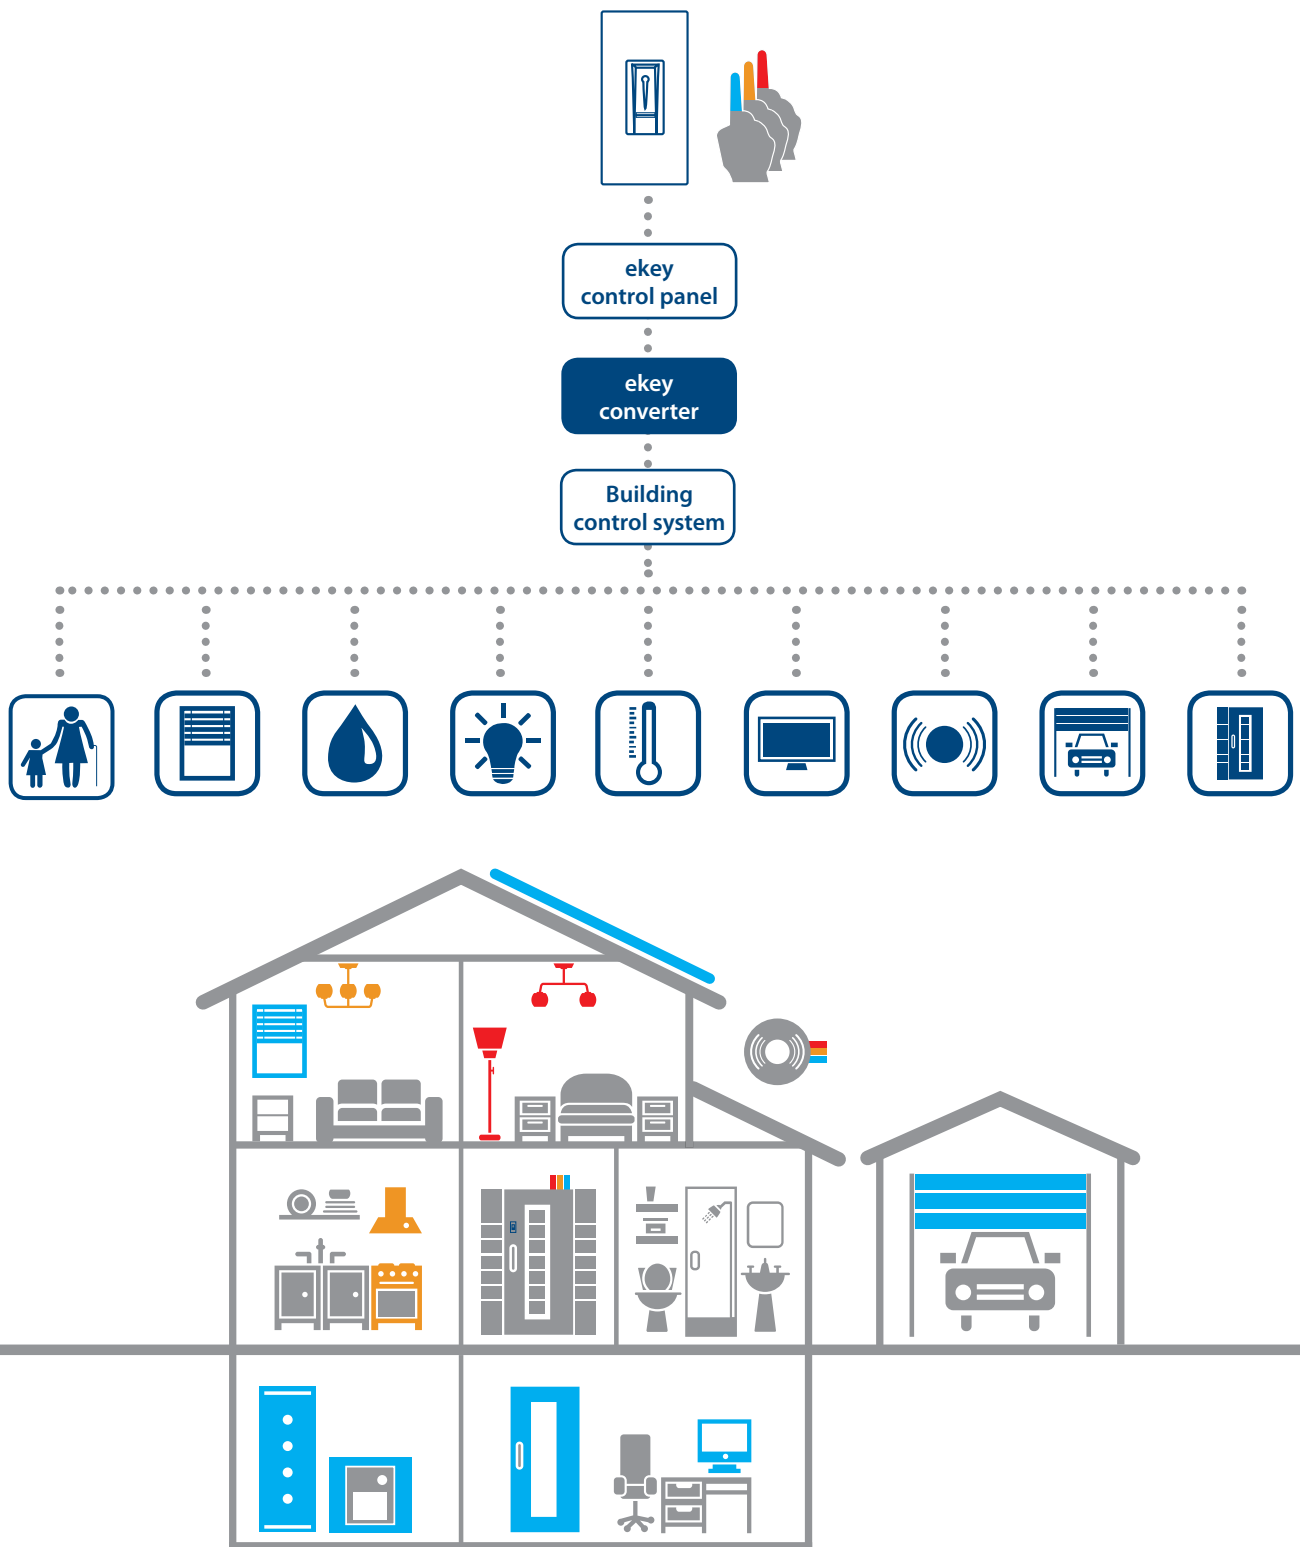 ekey
control panel
ekey
converter
Building
control system